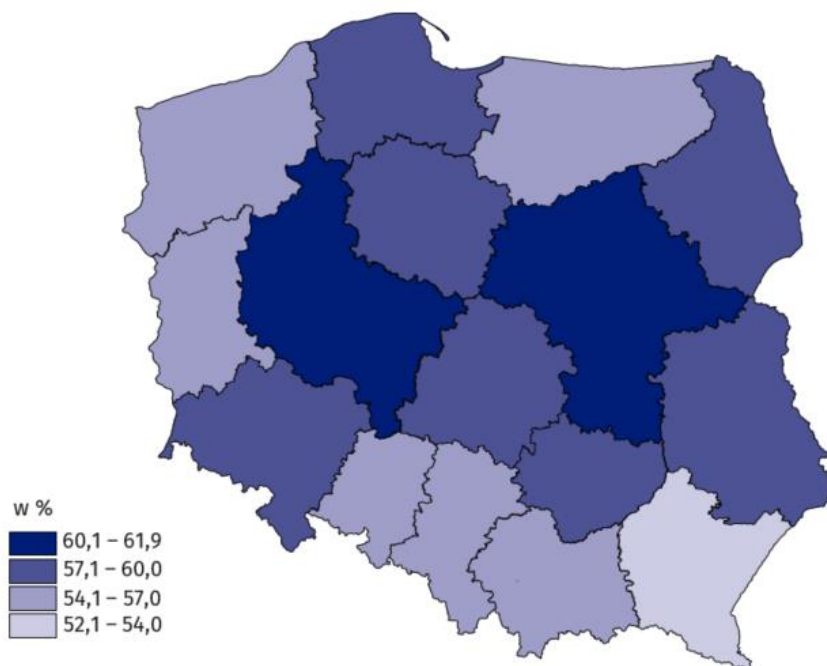 w %
60,1 – 61,9
57,1 – 60,0
54,1 – 57,0
52,1 – 54,0